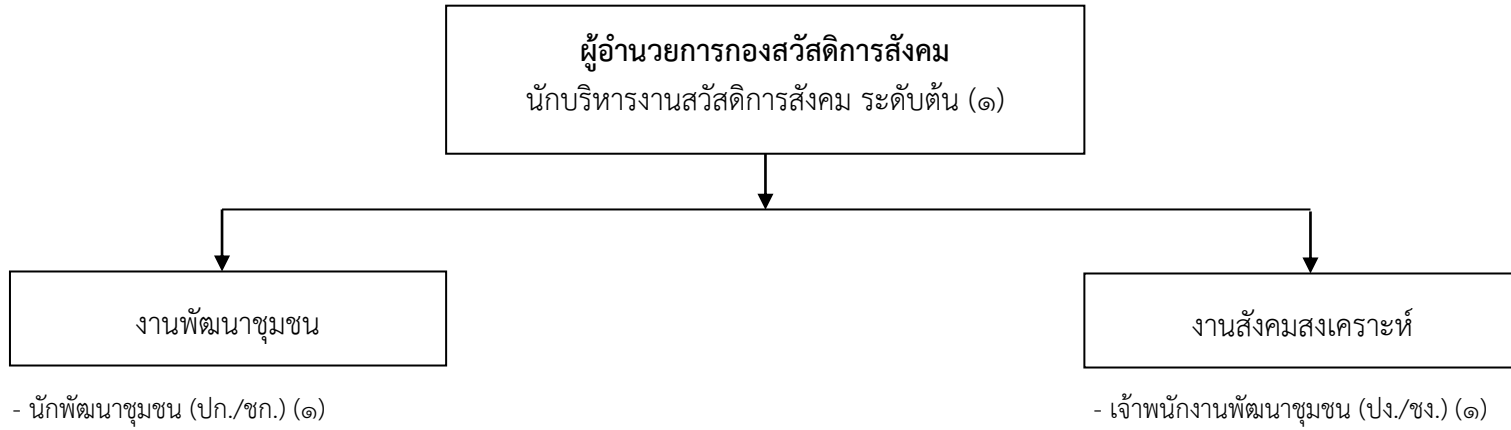 ผู้อำนวยการกองสวัสดิการสังคม
นักบริหารงานสวัสดิการสังคม ระดับต้น (๑)
งานพัฒนาชุมชน
งานสังคมสงเคราะห์
- นักพัฒนาชุมชน (ปก./ชก.) (๑)
- เจ้าพนักงานพัฒนาชุมชน (ปง./ชง.) (๑)